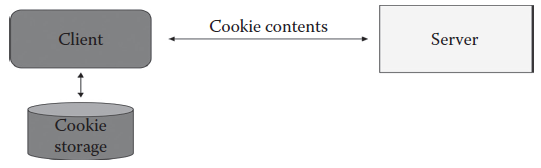 Client
Cookie contents
Server
Cookie
storage